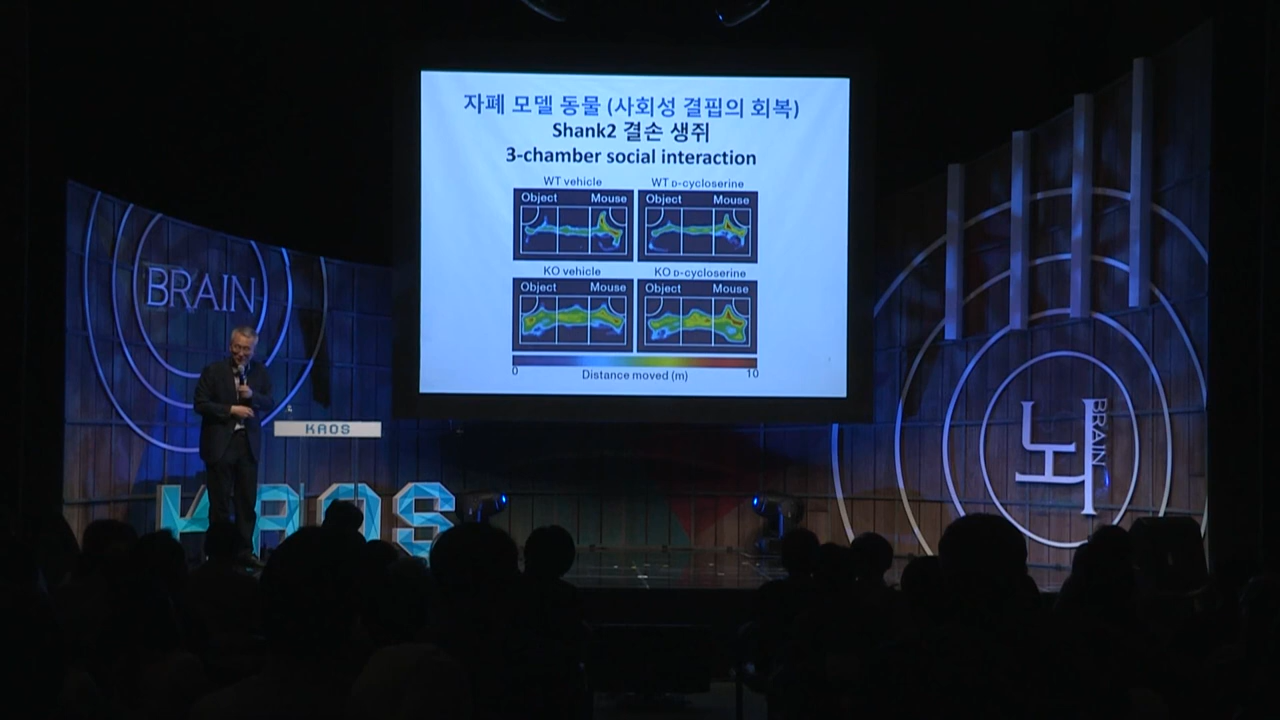 자폐 모델 동물 (사회성 결핍의 회복)
Shank2 결손 생쥐
3-chamber social interaction
WT vehicle
WT D-cycloserine
Object Mouse
Object Mouse
KO vehicle
KO D-cycloserine
Object Mouse
Object Mouse
0 Distance moved (m) 10
BRAIN
KAOS
KAOS
뇌
BRAIN